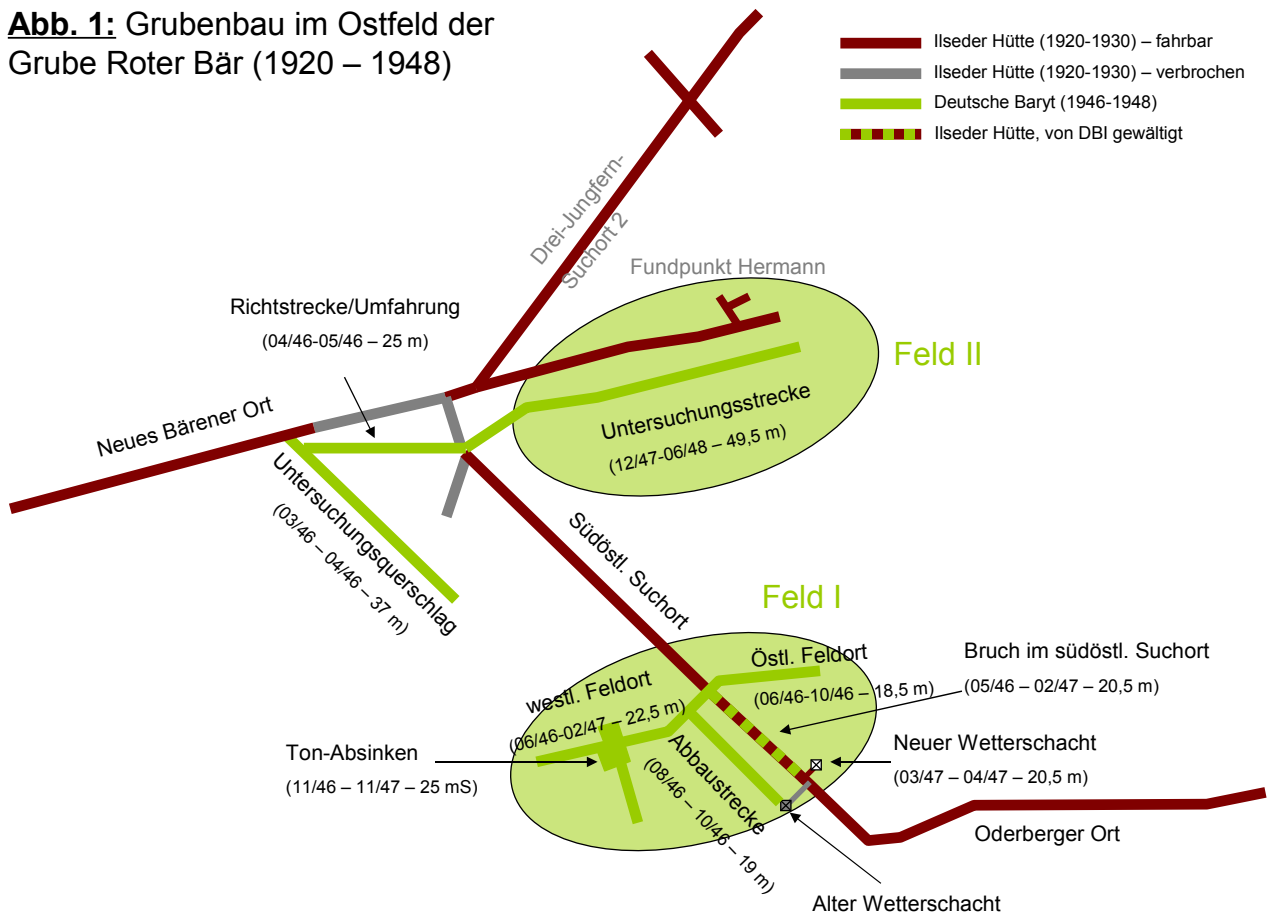 Abb. 1: Grubenbau im Ostfeld der
Grube Roter Bär (1920 – 1948)
Ilseder Hütte (1920-1930) – fahrbar
Ilseder Hütte (1920-1930) – verbrochen
Deutsche Baryt (1946-1948)
Ilseder Hütte, von DBI gewältigt
Drei-Jungfern-
Suchort 2
Fundpunkt Hermann
Richtstrecke/Umfahrung
(04/46-05/46 – 25 m)
Feld II
Neues Bärener Ort
Untersuchungsstrecke
(12/47-06/48 – 49,5 m)
Untersuchungsquerschlag
(03/46 – 04/46 – 37 m)
Südöstl. Suchort
Feld I
Östl. Feldort
(06/46-10/46 – 18,5 m)
Bruch im südöstl. Suchort
(05/46 – 02/47 – 20,5 m)
westl. Feldort
(06/46-02/47 – 22,5 m)
Ton-Absinken
(11/46 – 11/47 – 25 mS)
Abbaustrecke
(08/46 – 10/46 – 19 m)
Neuer Wetterschacht
(03/47 – 04/47 – 20,5 m)
Oderberger Ort
Alter Wetterschacht